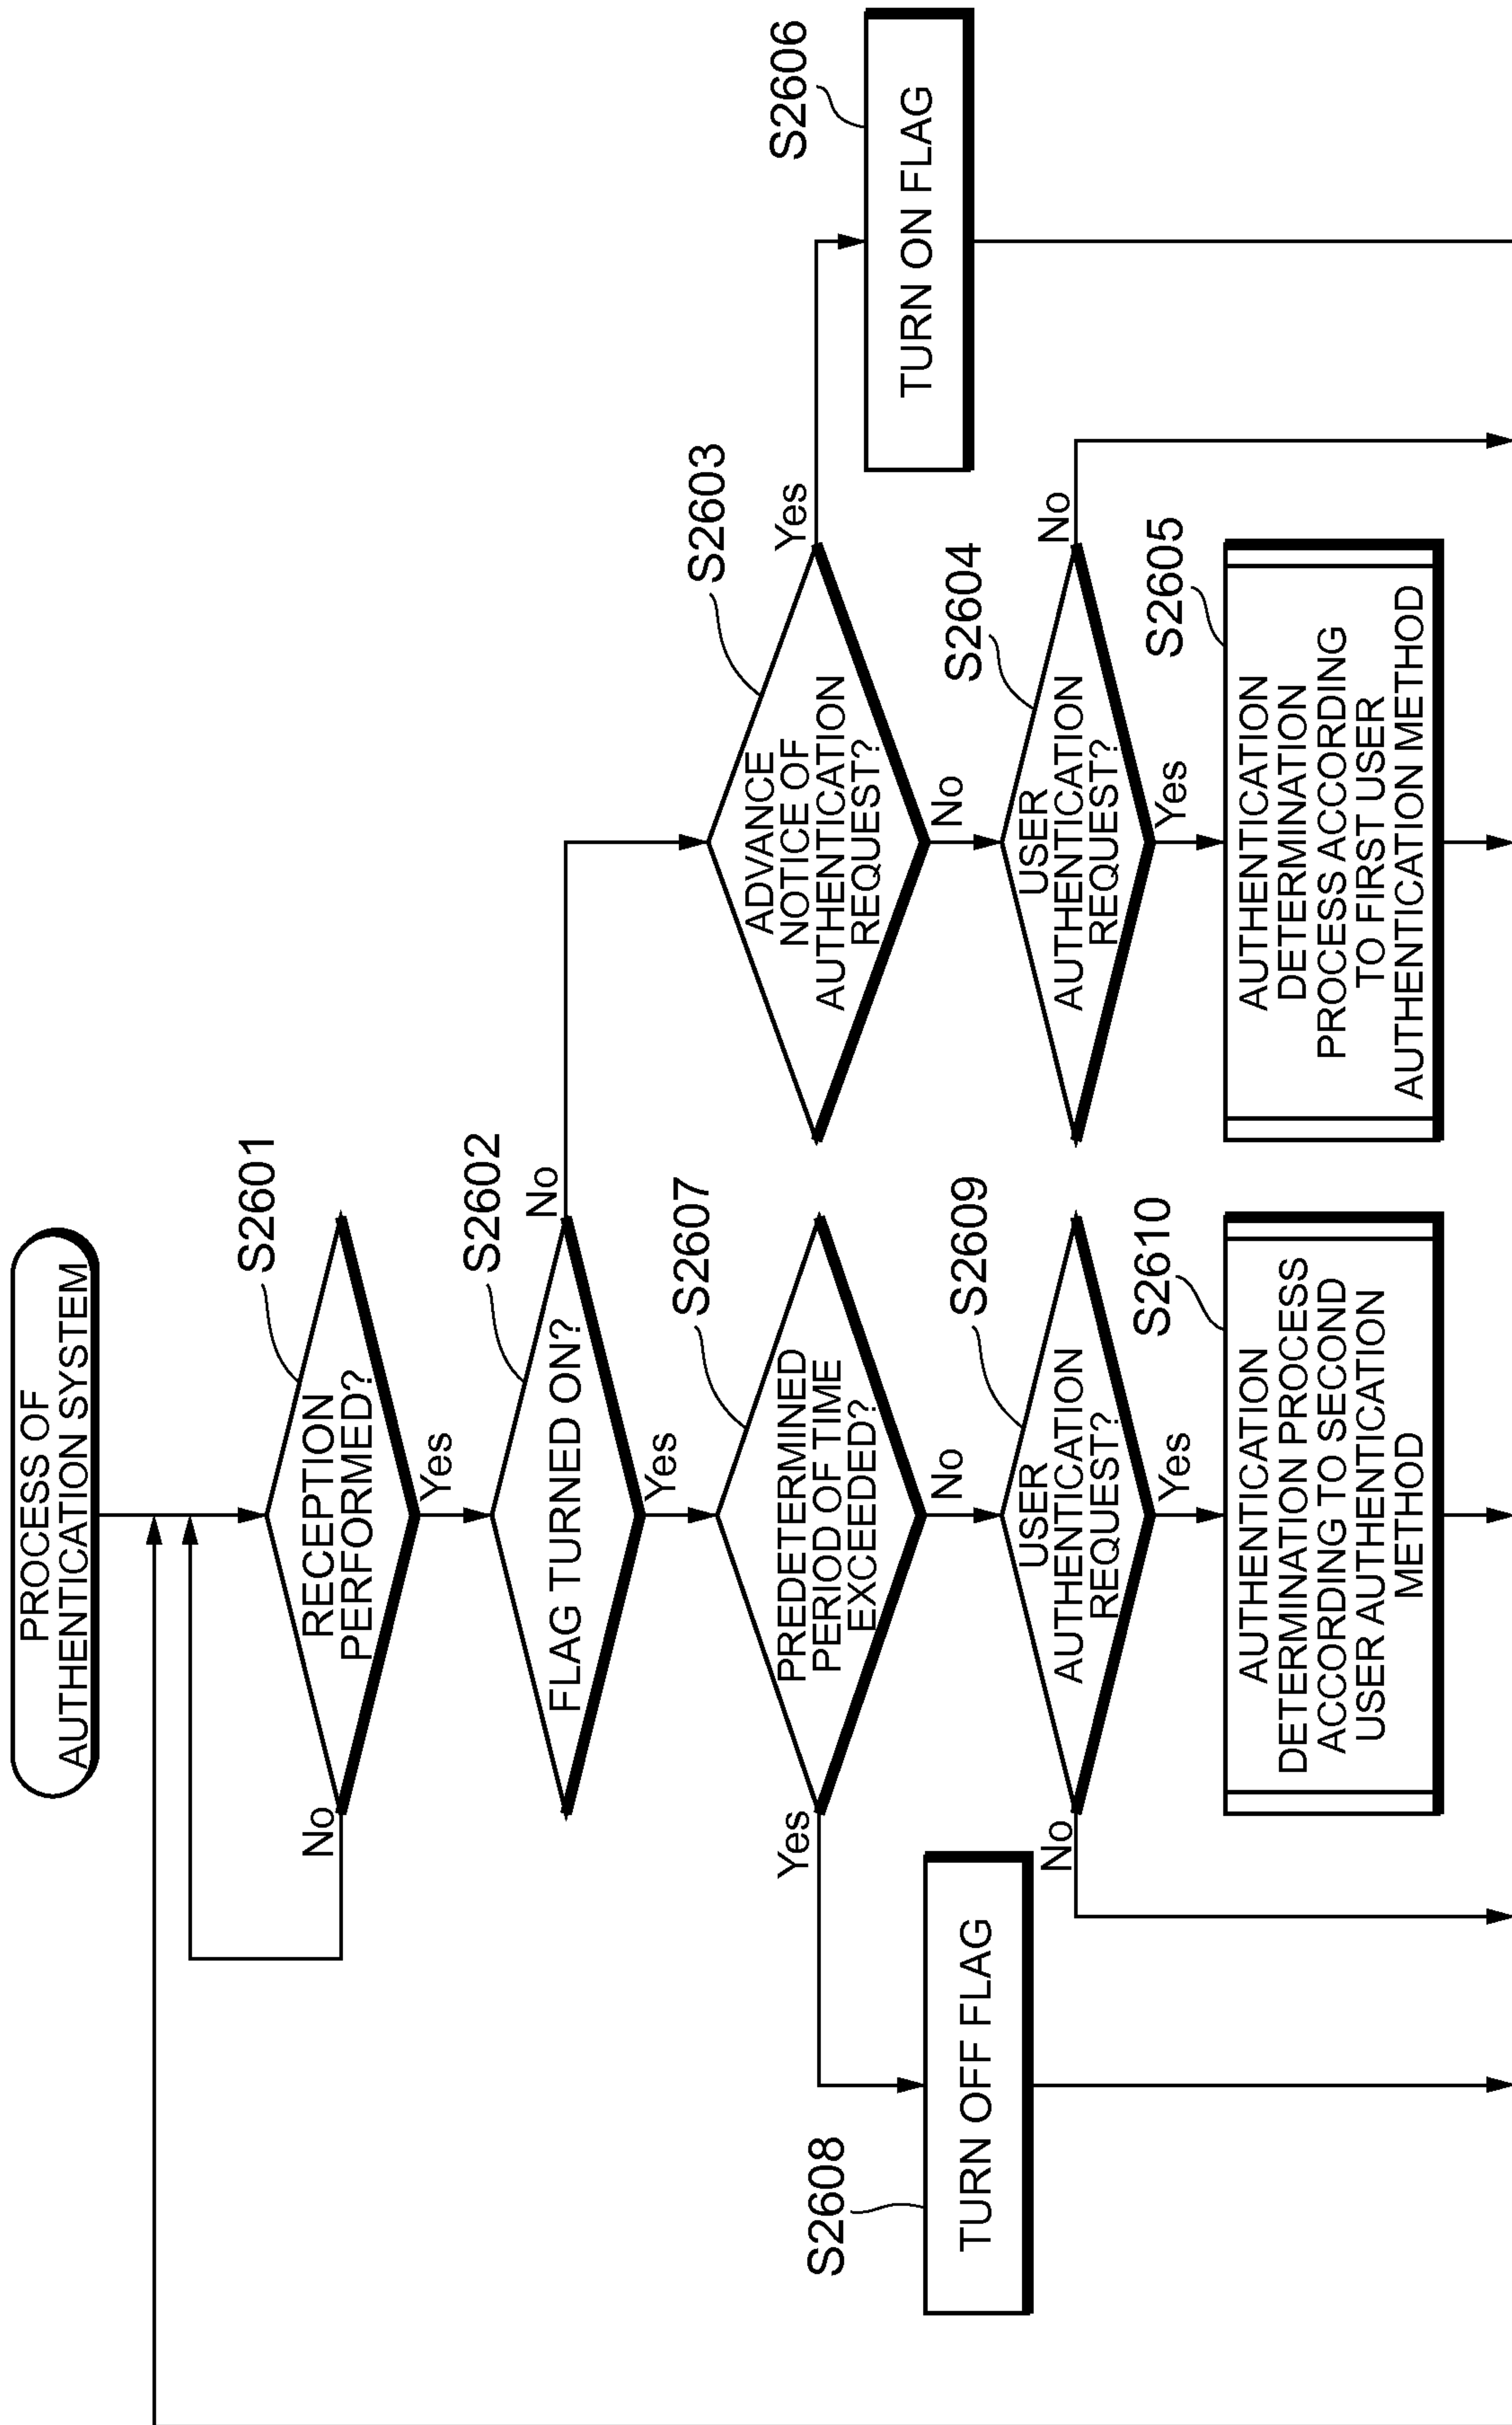 PROCESS OF
AUTHENTICATION SYSTEM
S2601
RECEPTION
PERFORMED?
No
Yes
S2602
FLAG TURNED ON?
No
Yes
S2607
PREDETERMINED
PERIOD OF TIME
EXCEEDED?
Yes
No
S2603
ADVANCE
NOTICE OF
AUTHENTICATION
REQUEST?
Yes
No
S2606
TURN ON FLAG
S2608
TURN OFF FLAG
S2609
USER
AUTHENTICATION
REQUEST?
No
Yes
S2604
USER
AUTHENTICATION
REQUEST?
No
Yes
S2610
AUTHENTICATION
DETERMINATION PROCESS
ACCORDING TO SECOND
USER AUTHENTICATION
METHOD
S2605
AUTHENTICATION
DETERMINATION
PROCESS ACCORDING
TO FIRST USER
AUTHENTICATION METHOD